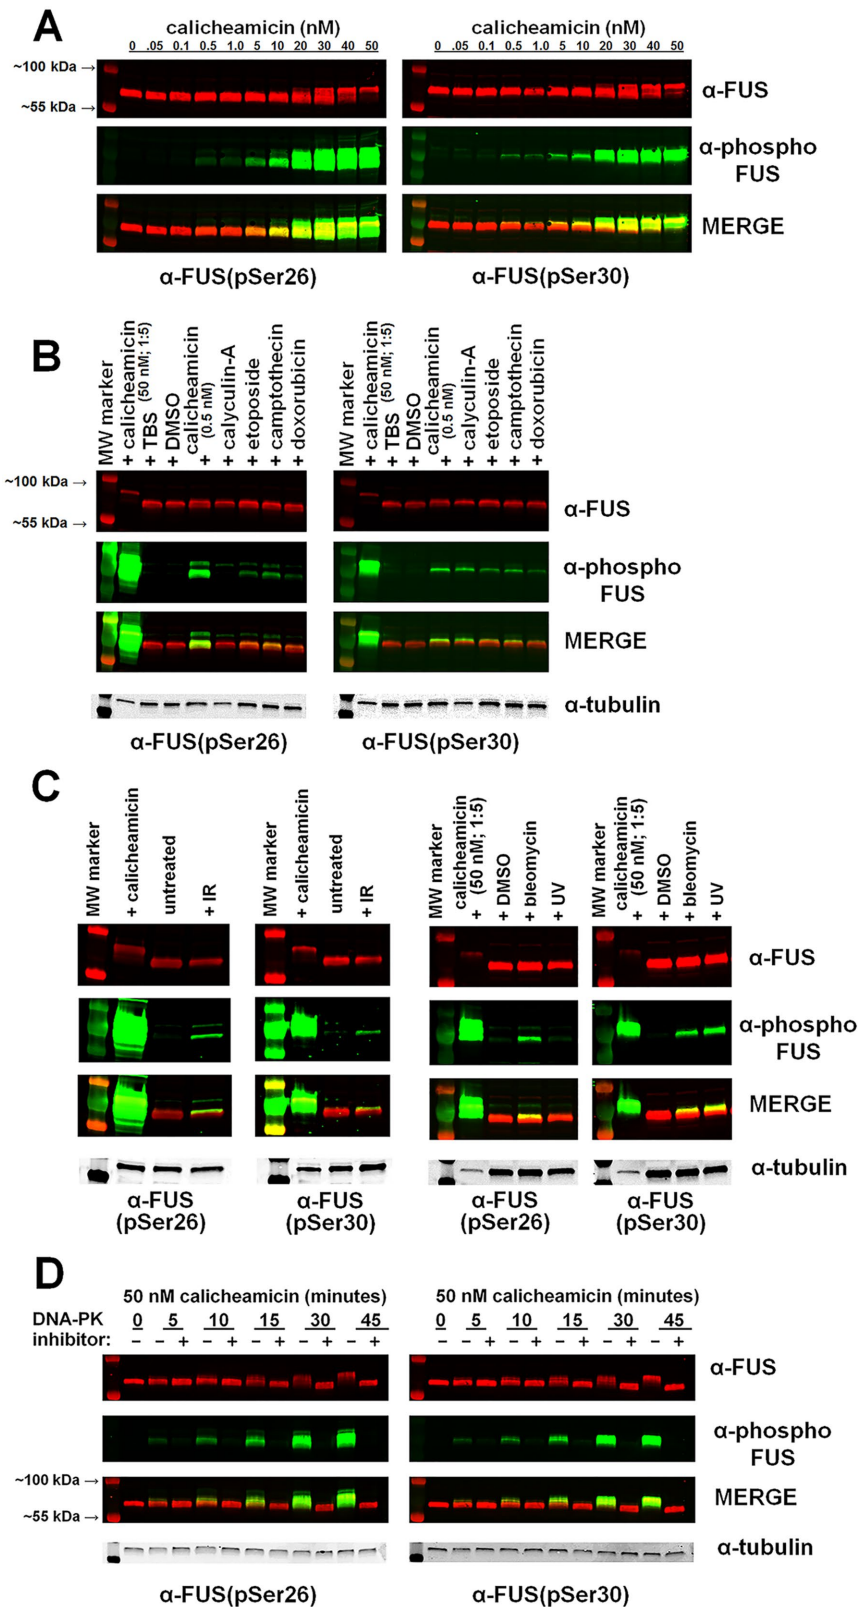 A
calicheamicin (nM)
calicheamicin (nM)
0 .05 0.1 0.5 1.0 5 10 20 30 40 50
0 .05 0.1 0.5 1.0 5 10 20 30 40 50
~100 kDa →
~55 kDa →
α-FUS
α-phospho
FUS
MERGE
α-FUS(pSer26)
α-FUS(pSer30)
B
MW marker
+ calicheamicin
(50 nM; 1:5)
+ TBS
+ DMSO
calicheamicin
+ (0.5 nM)
+ calyculin-A
+ etoposide
+ camptothecin
+ doxorubicin
MW marker
+ calicheamicin
(50 nM; 1:5)
+ TBS
+ DMSO
calicheamicin
+ (0.5 nM)
+ calyculin-A
+ etoposide
+ camptothecin
+ doxorubicin
~100 kDa →
~55 kDa →
α-FUS
α-phospho
FUS
MERGE
α-tubulin
α-FUS(pSer26)
α-FUS(pSer30)
C
MW marker
+ calicheamicin
untreated
+ IR
MW marker
+ calicheamicin
untreated
+ IR
MW marker
calicheamicin
+ (50 nM; 1:5)
+ DMSO
+ bleomycin
+ UV
MW marker
calicheamicin
+ (50 nM; 1:5)
+ DMSO
+ bleomycin
+ UV
α-FUS
α-phospho
FUS
MERGE
α-tubulin
α-FUS
(pSer26)
α-FUS
(pSer30)
α-FUS
(pSer26)
α-FUS
(pSer30)
D
50 nM calicheamicin (minutes)
50 nM calicheamicin (minutes)
DNA-PK 0 5 10 15 30 45
0 5 10 15 30 45
inhibitor: − − + − + − + − + − +
− − + − + − + − + − +
α-FUS
α-phospho
FUS
~100 kDa →
~55 kDa →
MERGE
α-tubulin
α-FUS(pSer26)
α-FUS(pSer30)